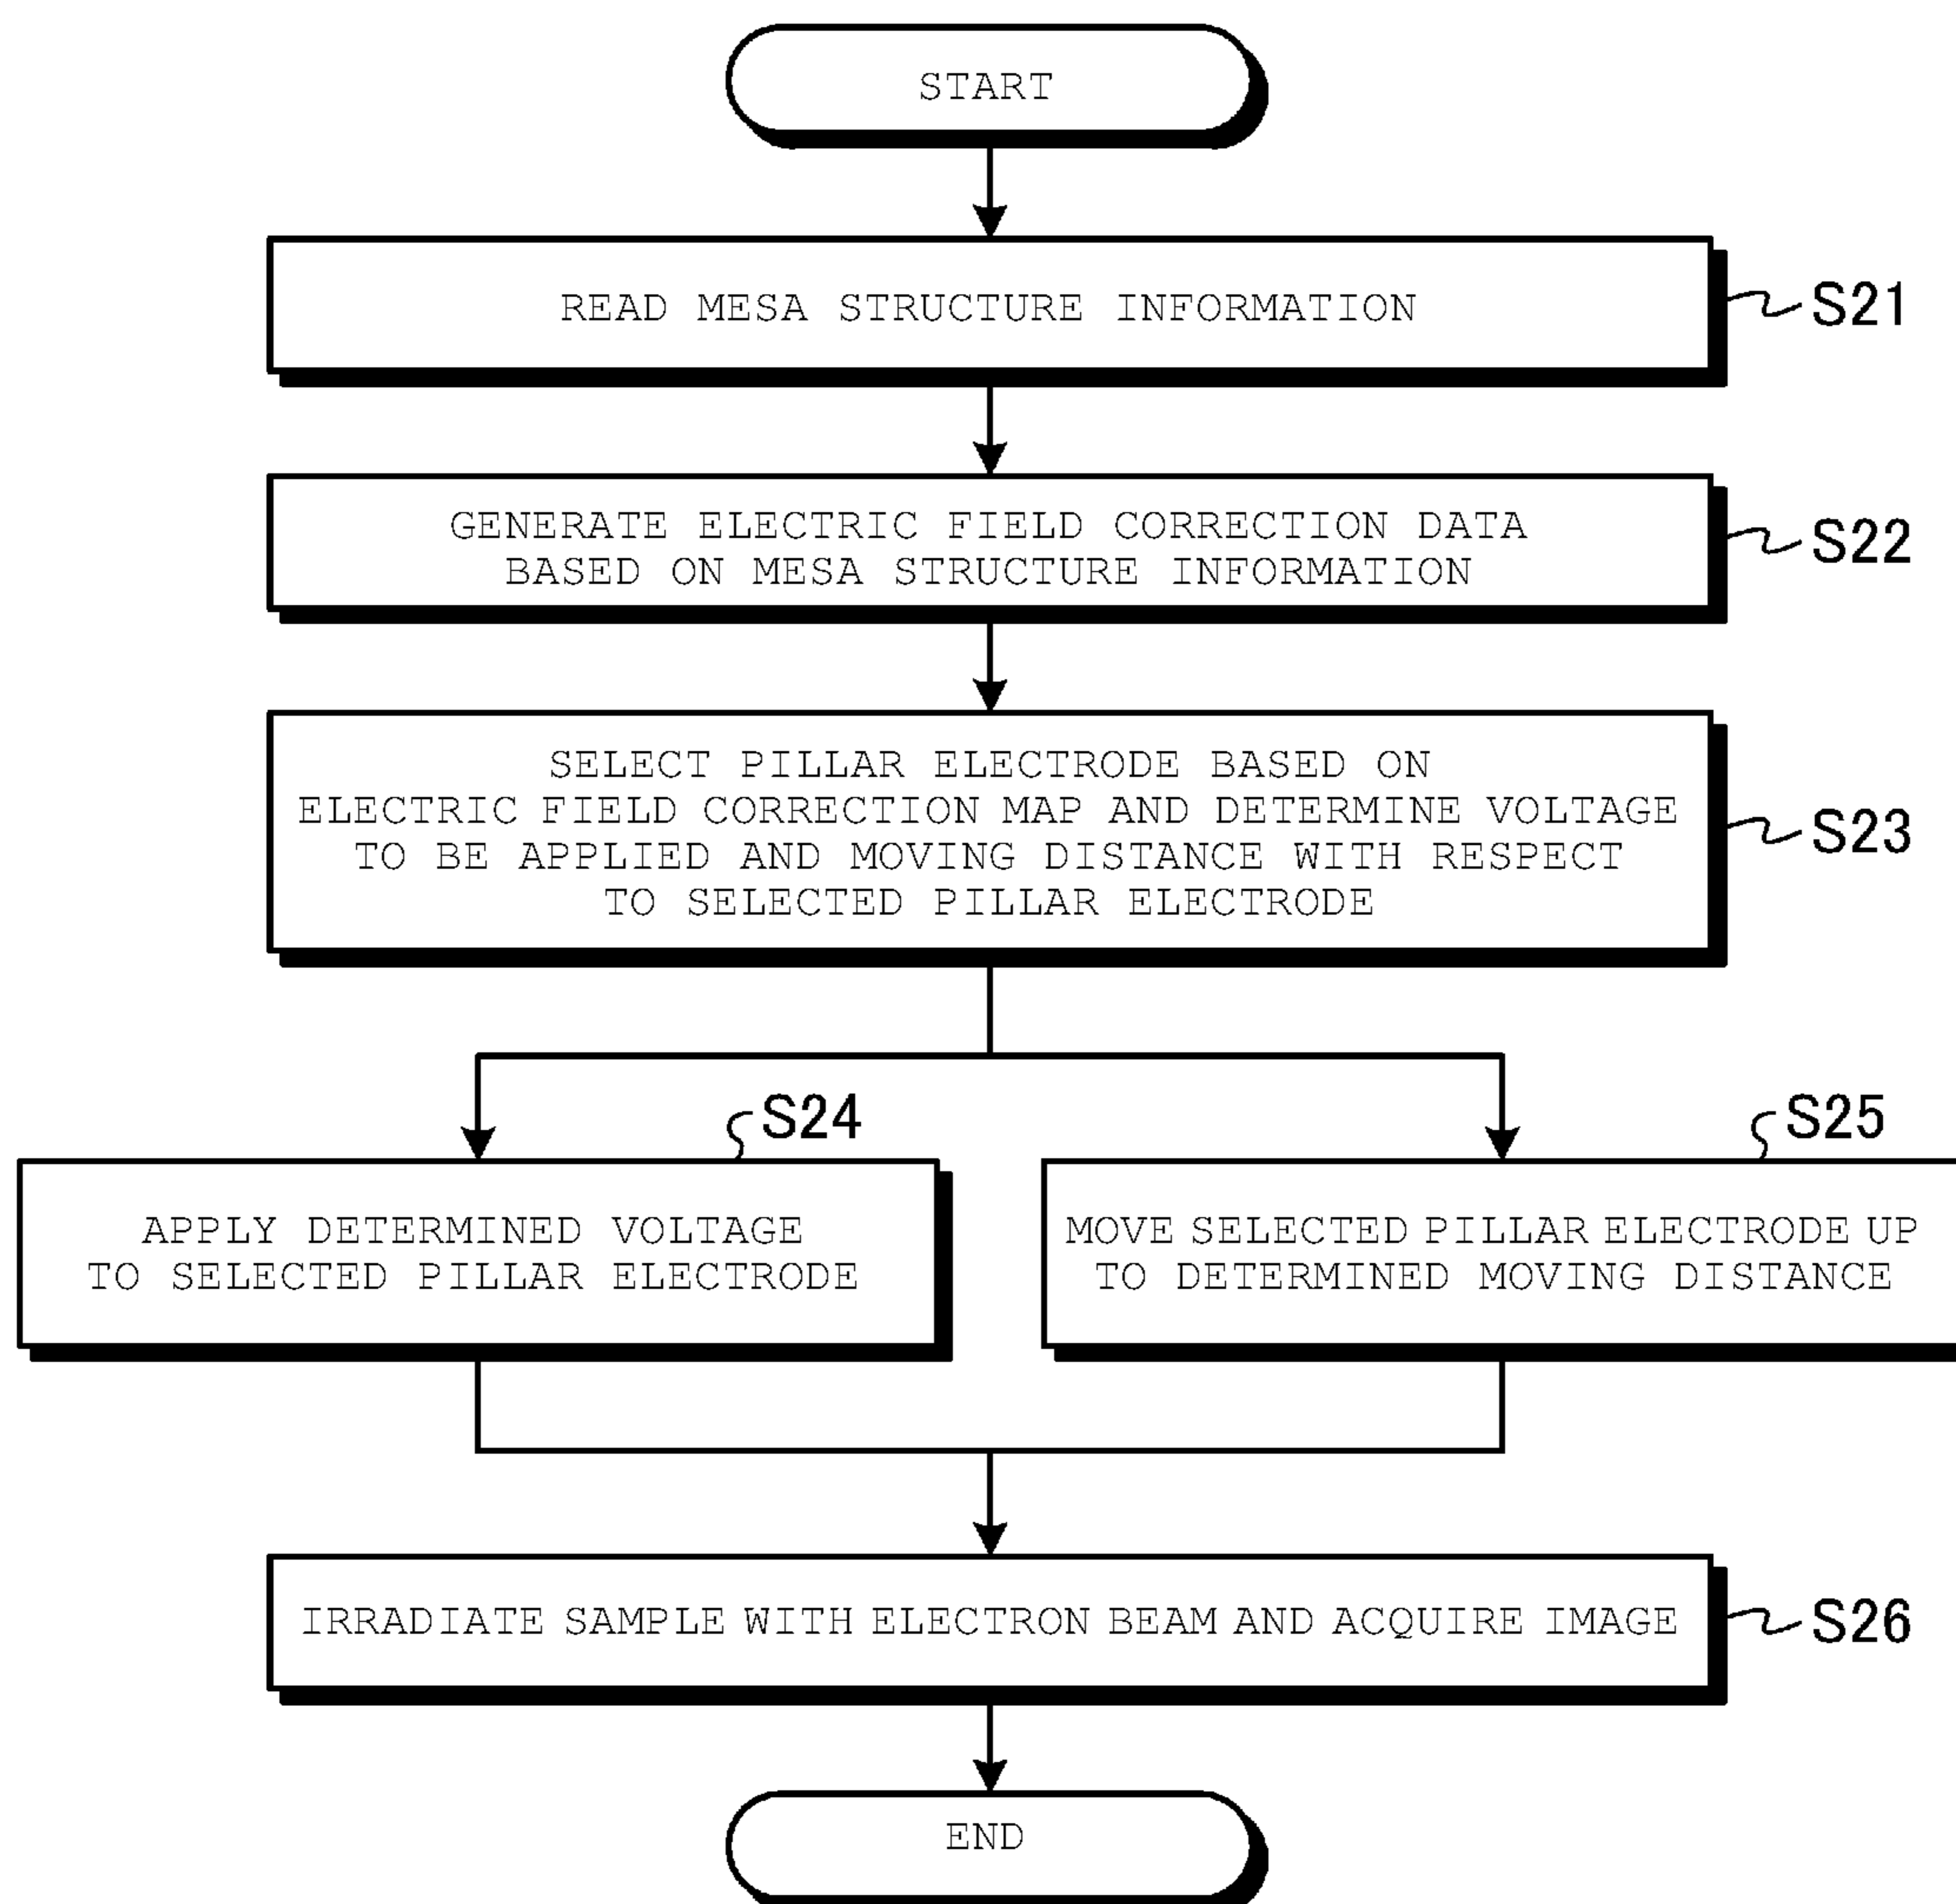 START
READ MESA STRUCTURE INFORMATION
S21
GENERATE ELECTRIC FIELD CORRECTION DATA
BASED ON MESA STRUCTURE INFORMATION
S22
SELECT PILLAR ELECTRODE BASED ON
ELECTRIC FIELD CORRECTION MAP AND DETERMINE VOLTAGE
TO BE APPLIED AND MOVING DISTANCE WITH RESPECT
TO SELECTED PILLAR ELECTRODE
S23
S24
APPLY DETERMINED VOLTAGE
TO SELECTED PILLAR ELECTRODE
S25
MOVE SELECTED PILLAR ELECTRODE UP
TO DETERMINED MOVING DISTANCE
IRRADIATE SAMPLE WITH ELECTRON BEAM AND ACQUIRE IMAGE
S26
END